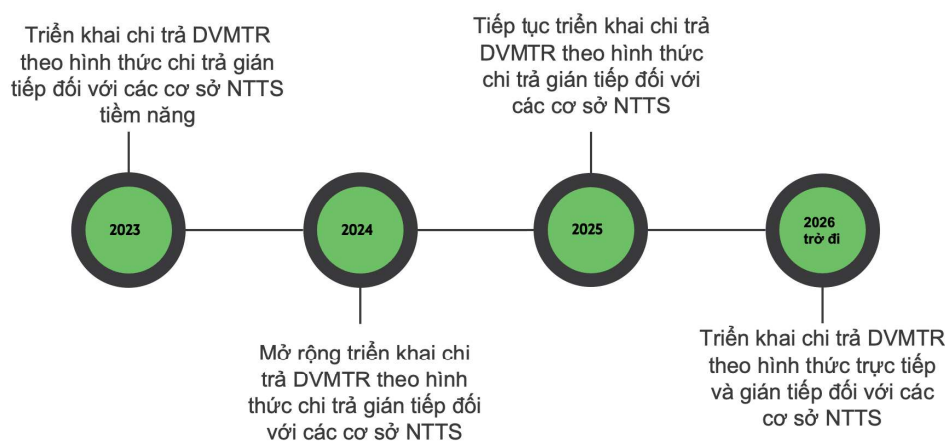 Triển khai chi trả DVMTR
theo hình thức chi trả gián
tiếp đối với các cơ sở NTTS
tiềm năng
Tiếp tục triển khai chi trả
DVMTR theo hình thức
chi trả gián tiếp đối với
các cơ sở NTTS
2023
2024
2025
2026
trở đi
Mở rộng triển khai chi
trả DVMTR theo hình
thức chi trả gián tiếp đối
với các cơ sở NTTS
Triển khai chi trả DVMTR
theo hình thức trực tiếp
và gián tiếp đối với các
cơ sở NTTS